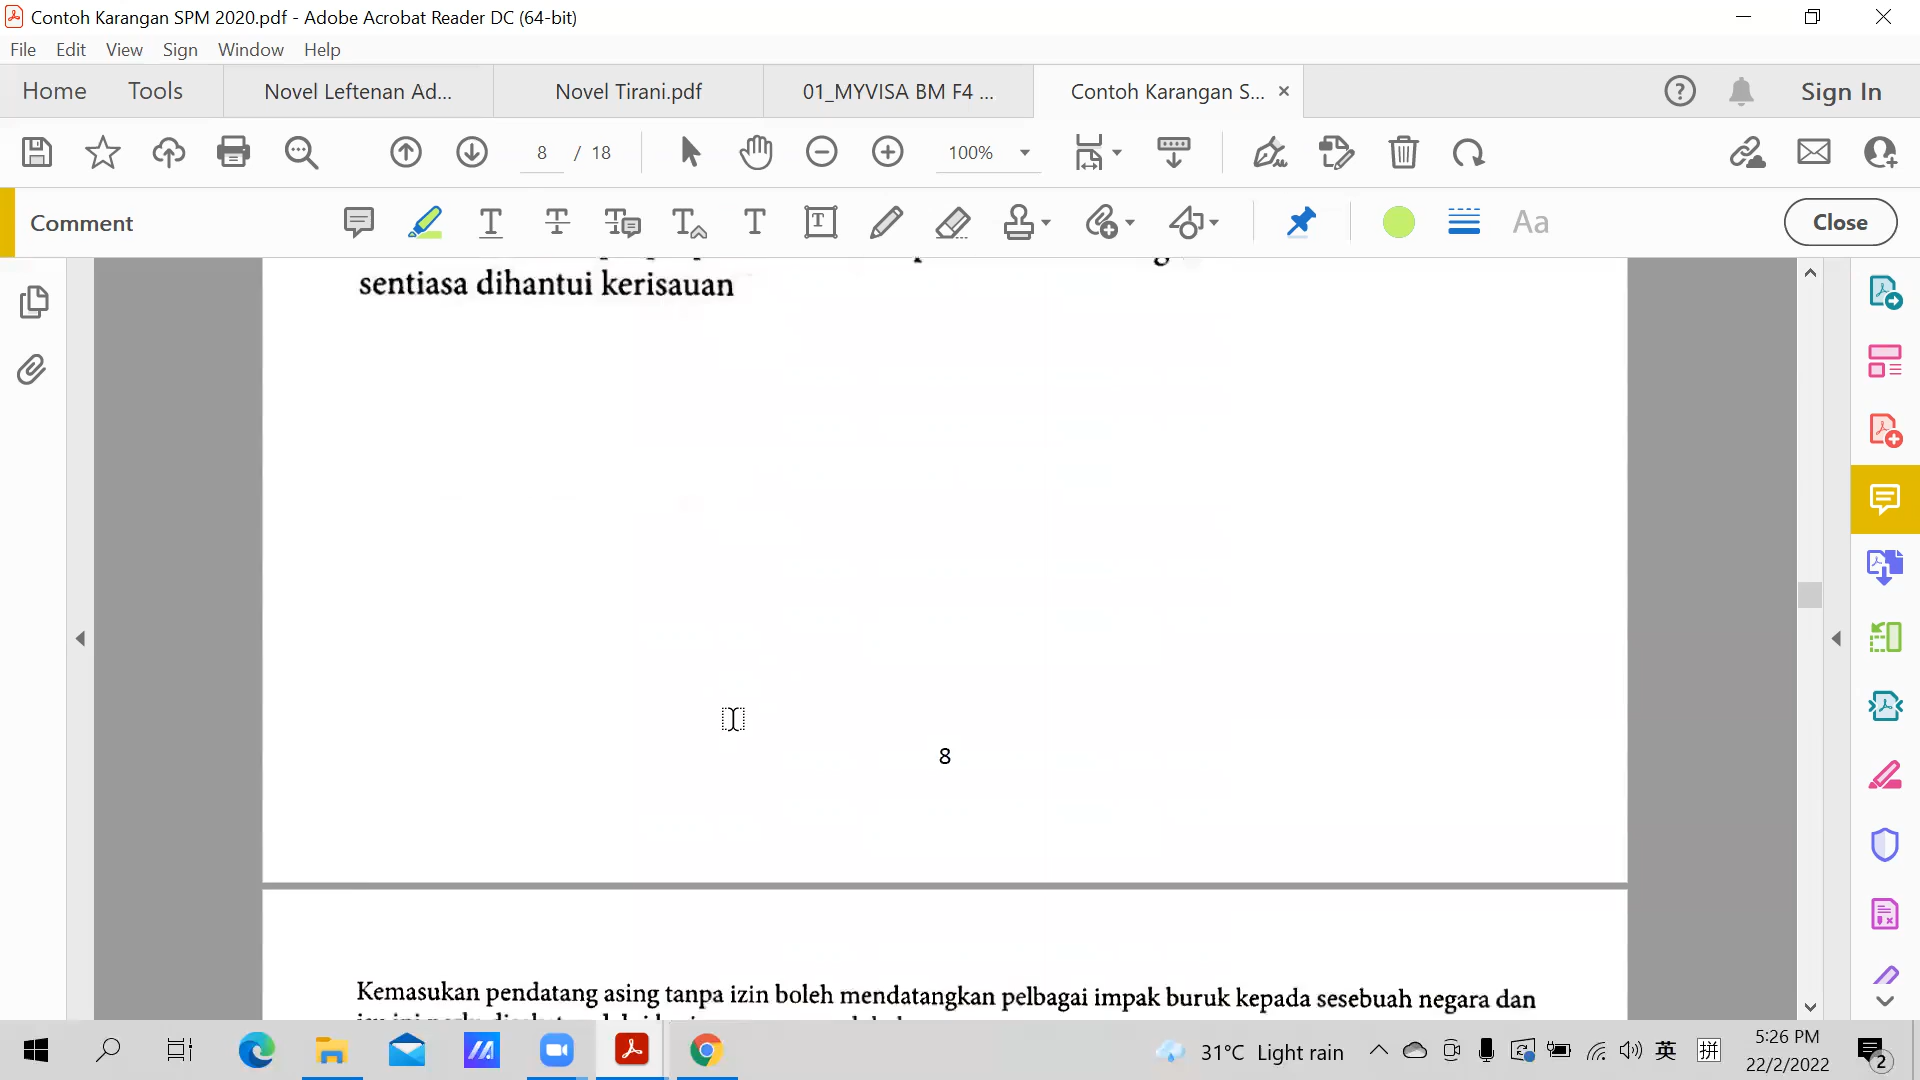 Contoh Karangan SPM 2020.pdf - Adobe Acrobat Reader DC (64-bit)
File Edit View Sign Window Help
Home Tools Novel Leftenan Ad... Novel Tirani.pdf 01_MYVISA BM F4 ... Contoh Karangan S... Sign In
8 / 18 100%
Comment Aa Close
sentiasa dihantui kerisauan
8
Kemasukan pendatang asing tanpa izin boleh mendatangkan pelbagai impak buruk kepada sesebuah negara dan
31°C Light rain 英 拼 5:26 PM
22/2/2022 2